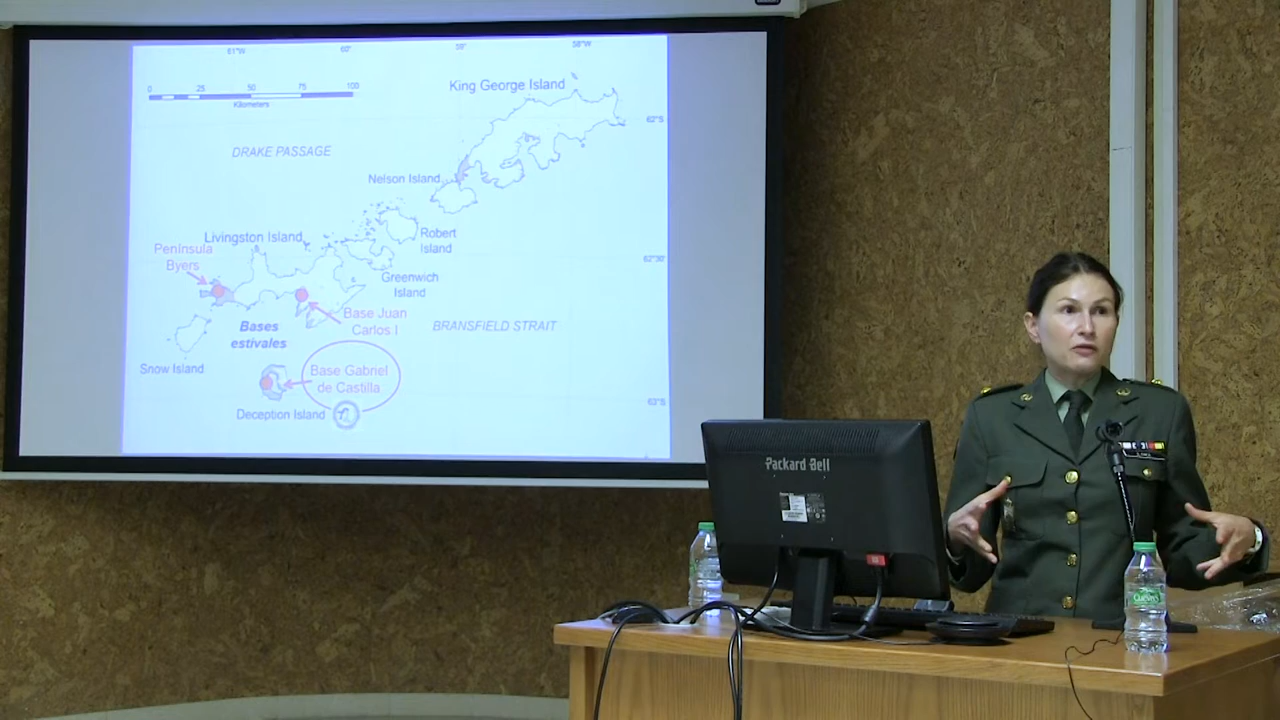 61°W
60°
59°
58°W
0
25
50
75
100
Kilometers
King George Island
62°S
DRAKE PASSAGE
Nelson Island
Robert
Island
Livingston Island
Península
Byers
62°30'
Greenwich
Island
Base Juan
Carlos I
Bases
estivales
BRANSFIELD STRAIT
Snow Island
Base Gabriel
de Castilla
Deception Island
63°S
Packard Bell